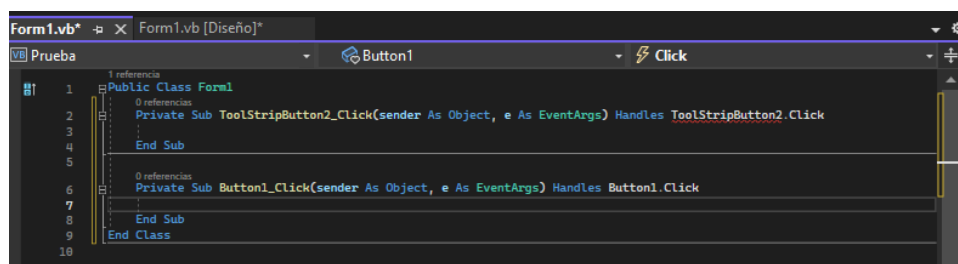 Form1.vb* Form1.vb [Diseño]*
VB Prueba Button1 Click
1 referencia
1 Public Class Form1
0 referencias
2 Private Sub ToolStripButton2_Click(sender As Object, e As EventArgs) Handles ToolStripButton2.Click
3
4 End Sub
5
0 referencias
6 Private Sub Button1_Click(sender As Object, e As EventArgs) Handles Button1.Click
7
8 End Sub
9 End Class
10